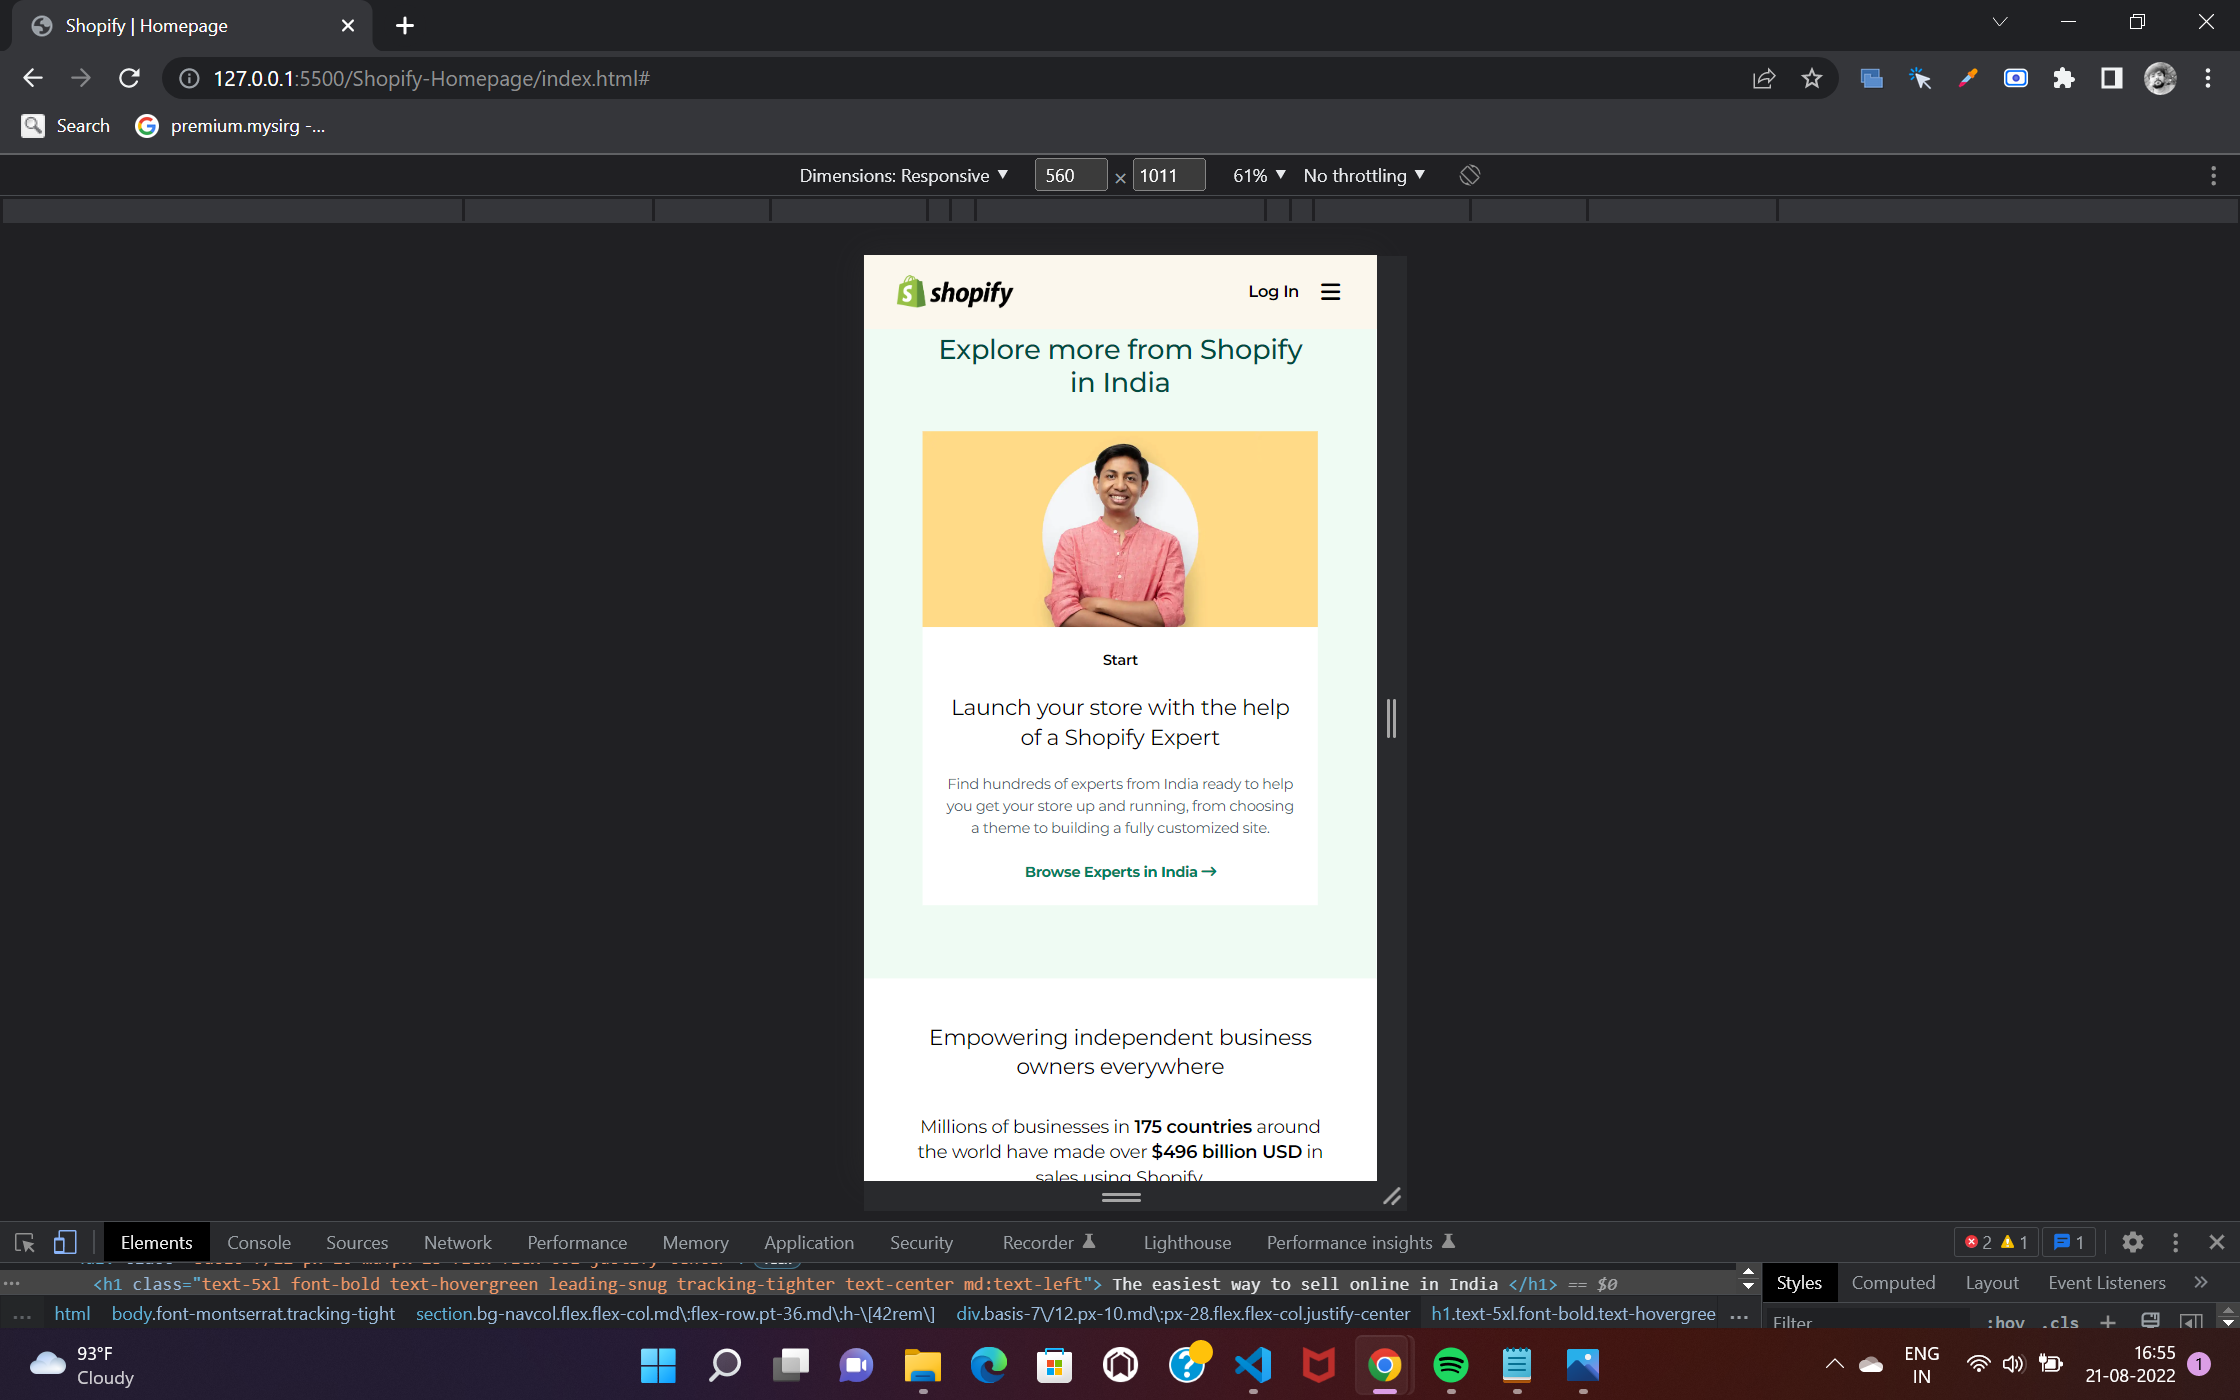 Shopify | Homepage
127.0.0.1:5500/Shopify-Homepage/index.html#
Search
premium.mysirg -...
Dimensions: Responsive ▼ 560 × 1011 61% ▼ No throttling ▼
shopify
Log In
Explore more from Shopify
in India
Start
Launch your store with the help
of a Shopify Expert
Find hundreds of experts from India ready to help
you get your store up and running, from choosing
a theme to building a fully customized site.
Browse Experts in India →
Empowering independent business
owners everywhere
Millions of businesses in 175 countries around
the world have made over $496 billion USD in
sales using Shopify
Elements Console Sources Network Performance Memory Application Security Recorder Lighthouse Performance insights 2 1 1
<h1 class="text-5xl font-bold text-hovergreen leading-snug tracking-tighter text-center md:text-left"> The easiest way to sell online in India </h1> == $0
... html body.font-montserrat.tracking-tight section.bg-navcol.flex.flex-col.md\:flex-row.pt-36.md\:h-\[42rem\] div.basis-7\/12.px-10.md\:px-28.flex.flex-col.justify-center h1.text-5xl.font-bold.text-hovergree ...
Styles Computed Layout Event Listeners »
Filter :hov .cls +
93°F
Cloudy
ENG
IN
16:55
21-08-2022
1